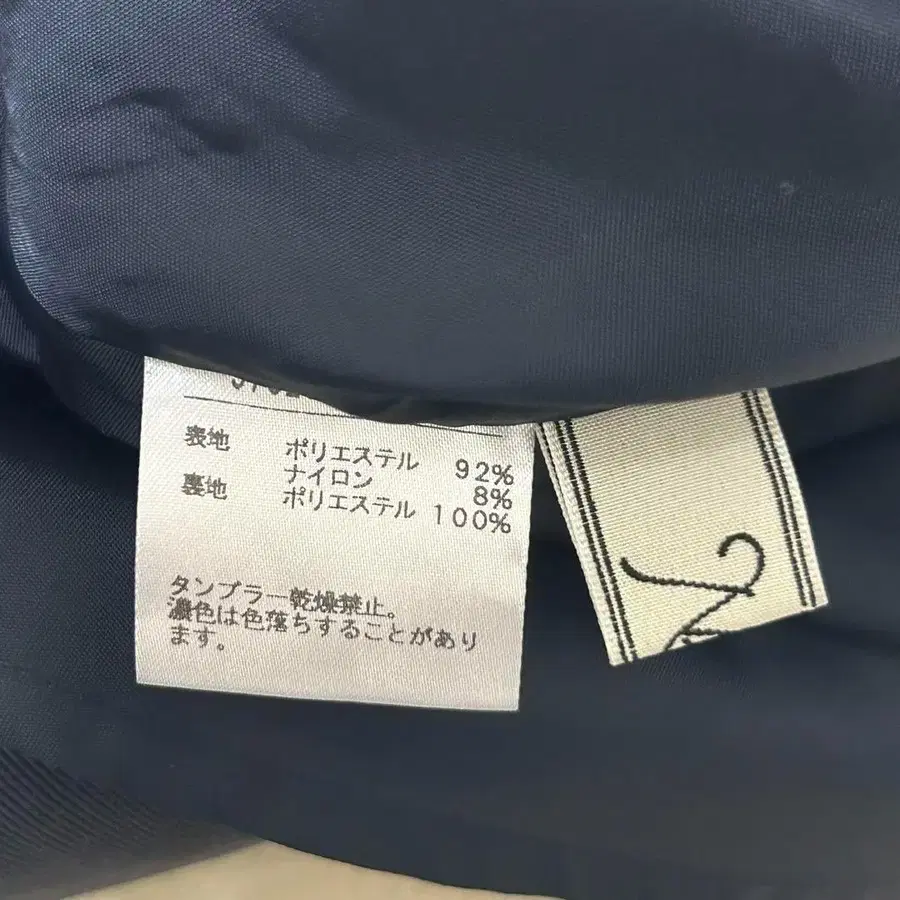 表地 ポリエステル 92%
ナイロン 8%
裏地 ポリエステル 100%
タンブラー乾燥禁止。
濃色は色落ちすることがあり
ます。